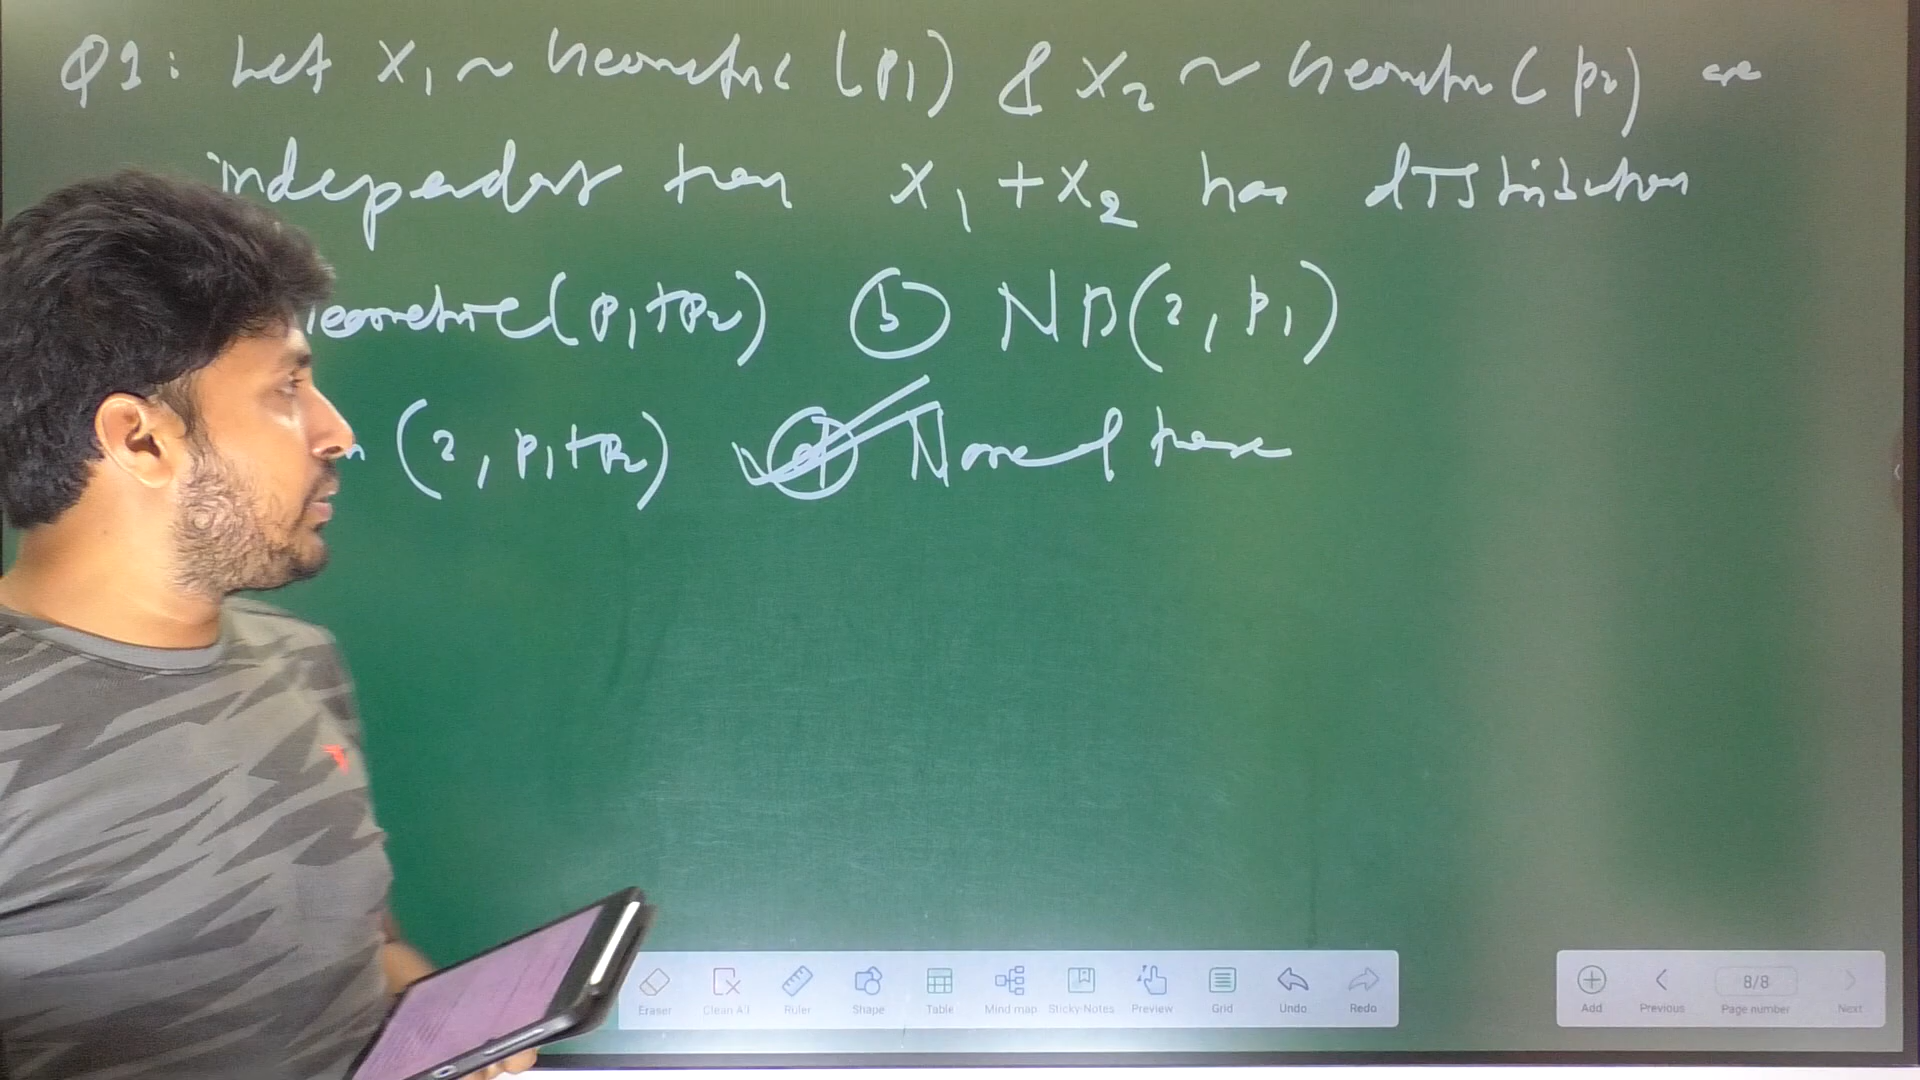 Q1: Let X1 ~ Geometric (p1) & X2 ~ Geometric (p2) are
independent then X1 + X2 has distribution
eometric (p1+p2) (b) NB(2, p1)
(2, p1+p2) (d) None of these
Eraser Clean All Ruler Shape Table Mind map Sticky-Notes Preview Grid Undo Redo
Add Previous 8/8 Page number Next